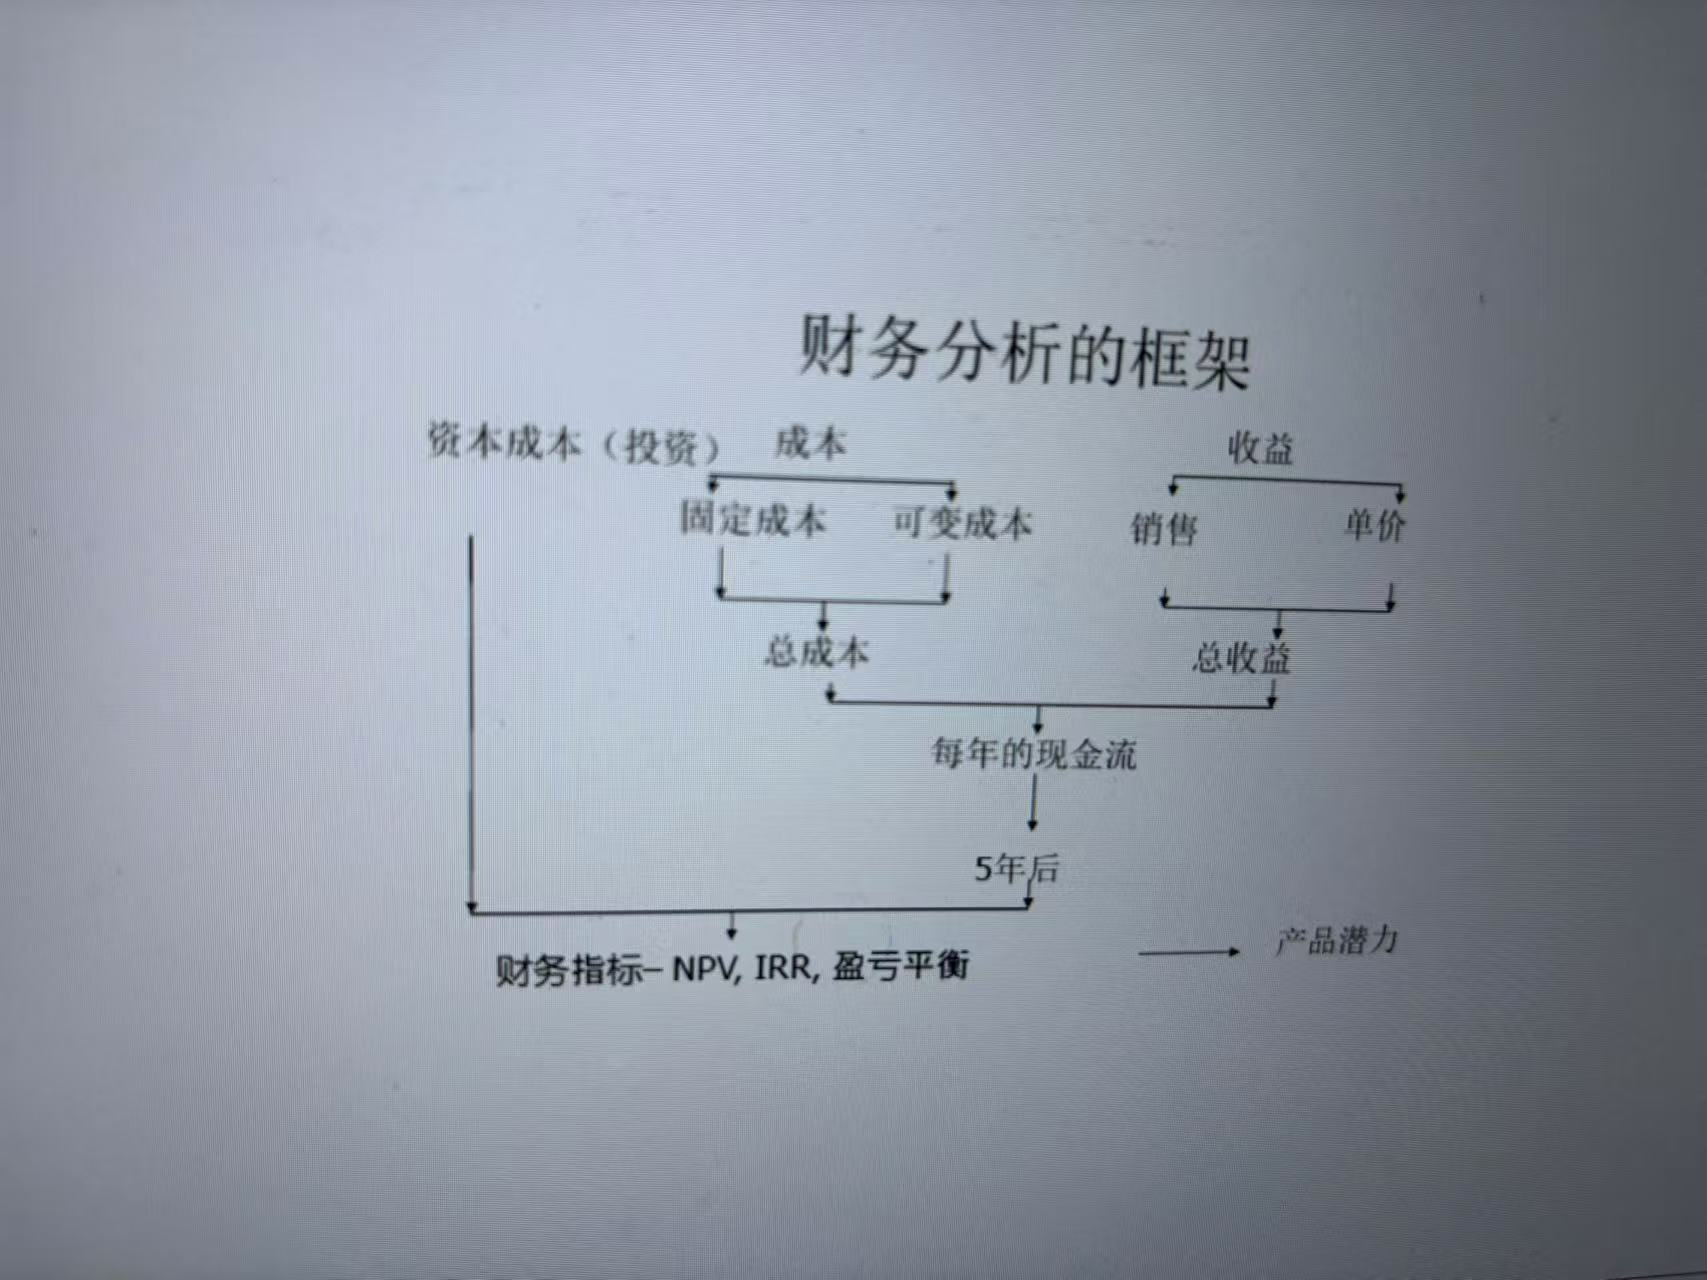 财务分析的框架
资本成本（投资） 成本 收益
固定成本 可变成本 销售 单价
总成本 总收益
每年的现金流
5年后
财务指标– NPV, IRR, 盈亏平衡 产品潜力